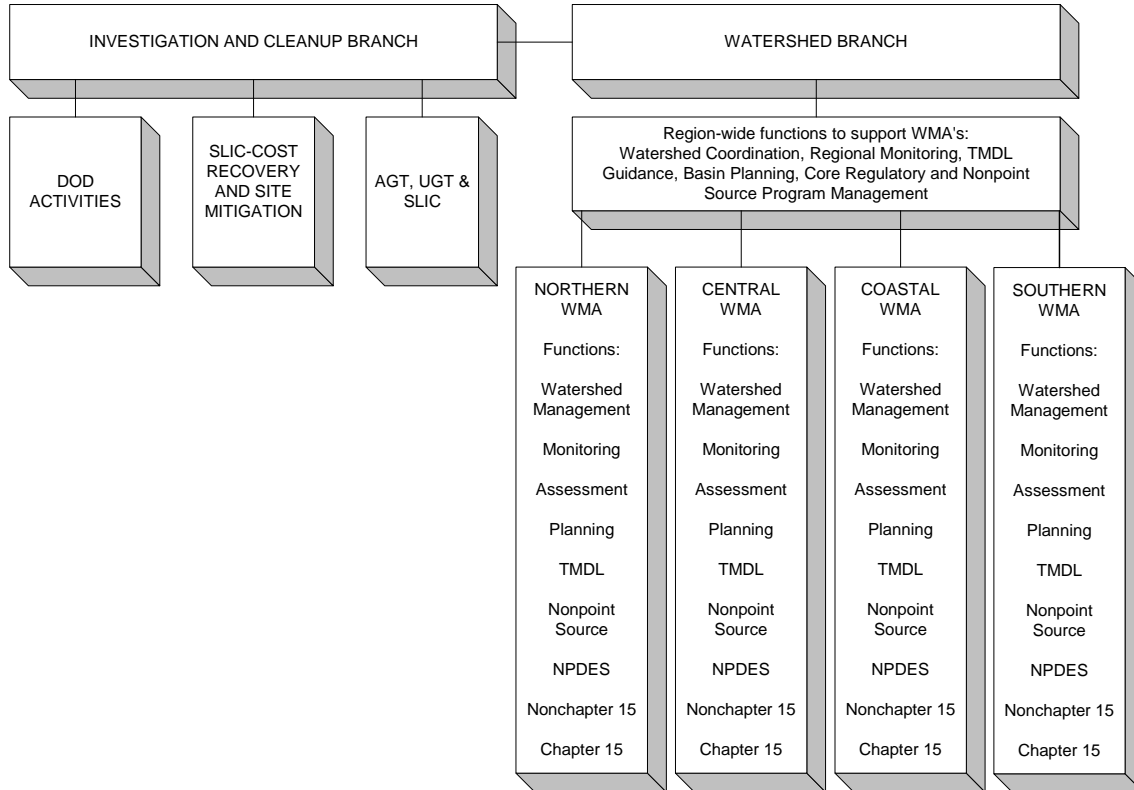 INVESTIGATION AND CLEANUP BRANCH
WATERSHED BRANCH
DOD
ACTIVITIES
SLIC-COST
RECOVERY
AND SITE
MITIGATION
AGT, UGT &
SLIC
Region-wide functions to support WMA's:
Watershed Coordination, Regional Monitoring, TMDL
Guidance, Basin Planning, Core Regulatory and Nonpoint
Source Program Management
NORTHERN
WMA
Functions:
Watershed
Management
Monitoring
Assessment
Planning
TMDL
Nonpoint
Source
NPDES
Nonchapter 15
Chapter 15
CENTRAL
WMA
Functions:
Watershed
Management
Monitoring
Assessment
Planning
TMDL
Nonpoint
Source
NPDES
Nonchapter 15
Chapter 15
COASTAL
WMA
Functions:
Watershed
Management
Monitoring
Assessment
Planning
TMDL
Nonpoint
Source
NPDES
Nonchapter 15
Chapter 15
SOUTHERN
WMA
Functions:
Watershed
Management
Monitoring
Assessment
Planning
TMDL
Nonpoint
Source
NPDES
Nonchapter 15
Chapter 15